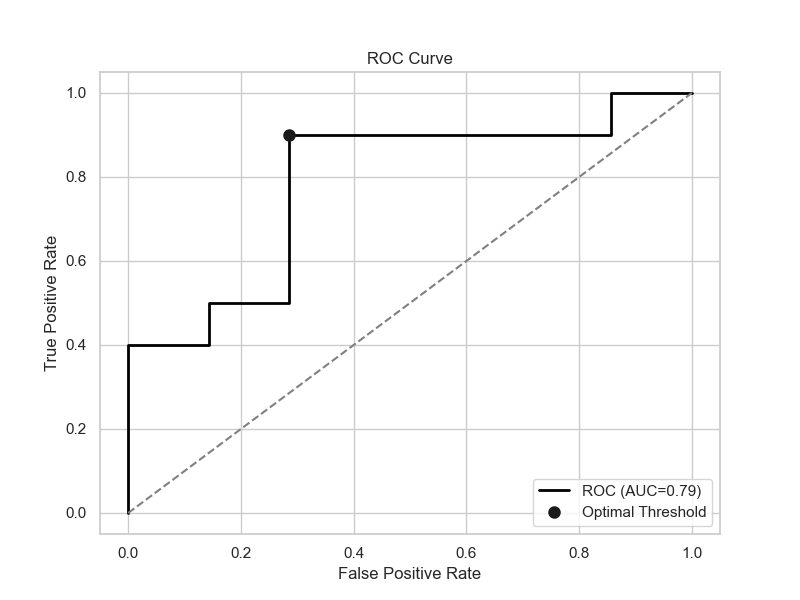 ROC Curve
True Positive Rate
1.0
0.8
0.6
0.4
0.2
0.0
ROC (AUC=0.79)
Optimal Threshold
0.0 0.2 0.4 0.6 0.8 1.0
False Positive Rate